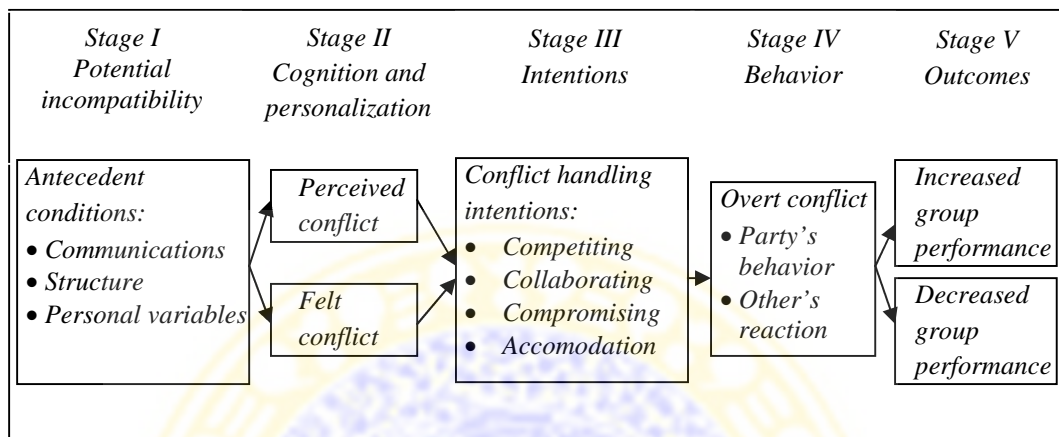 Stage I
Potential
incompatibility
Stage II
Cognition and
personalization
Stage III
Intentions
Stage IV
Behavior
Stage V
Outcomes
Antecedent
conditions:
• Communications
• Structure
• Personal variables
Perceived
conflict
Felt
conflict
Conflict handling
intentions:
• Competiting
• Collaborating
• Compromising
• Accomodation
Overt conflict
• Party's
behavior
• Other's
reaction
Increased
group
performance
Decreased
group
performance